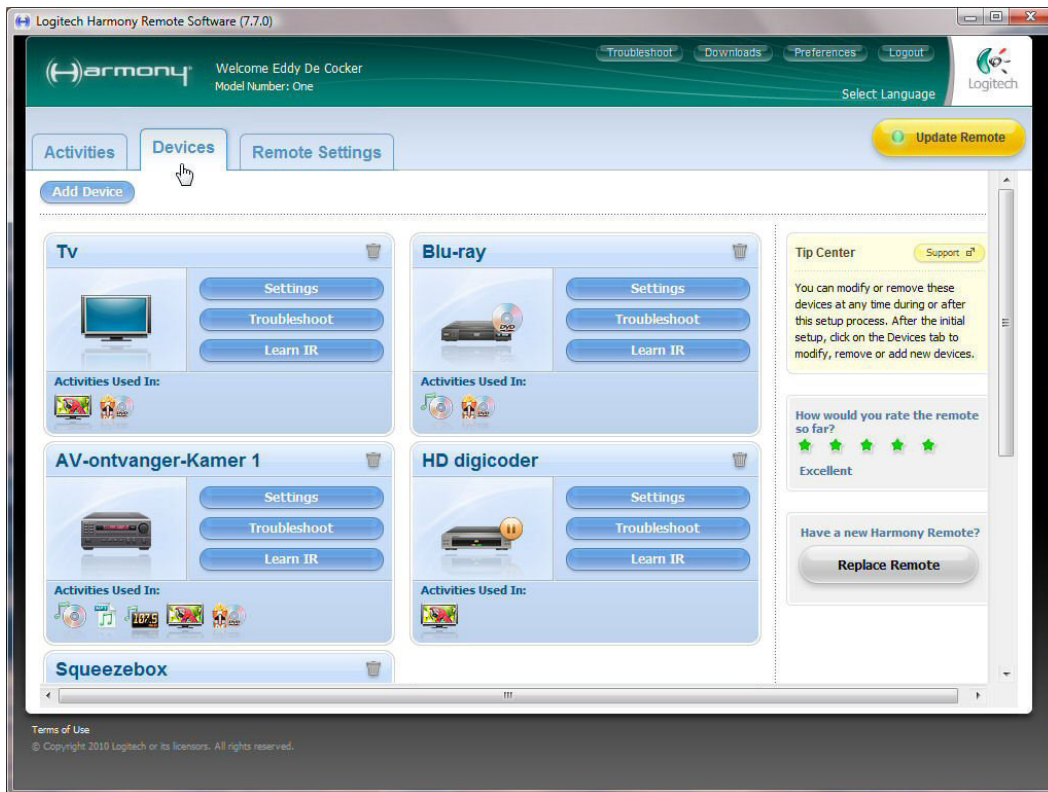 Logitech Harmony Remote Software (7.7.0)
Harmony
Welcome Eddy De Cocker
Model Number: One
Troubleshoot Downloads Preferences Logout
Select Language
Logitech
Activities Devices Remote Settings
Update Remote
Add Device
Tv
Settings
Troubleshoot
Learn IR
Activities Used In:
Blu-ray
DVD
Settings
Troubleshoot
Learn IR
Activities Used In:
Tip Center
Support
You can modify or remove these
devices at any time during or after
this setup process. After the initial
setup, click on the Devices tab to
modify, remove or add new devices.
How would you rate the remote
so far?
Excellent
AV-ontvanger-Kamer 1
Settings
Troubleshoot
Learn IR
Activities Used In:
107.5
HD digicoder
Settings
Troubleshoot
Learn IR
Activities Used In:
Have a new Harmony Remote?
Replace Remote
Squeezebox
Terms of Use
© Copyright 2010 Logitech or its licensors. All rights reserved.